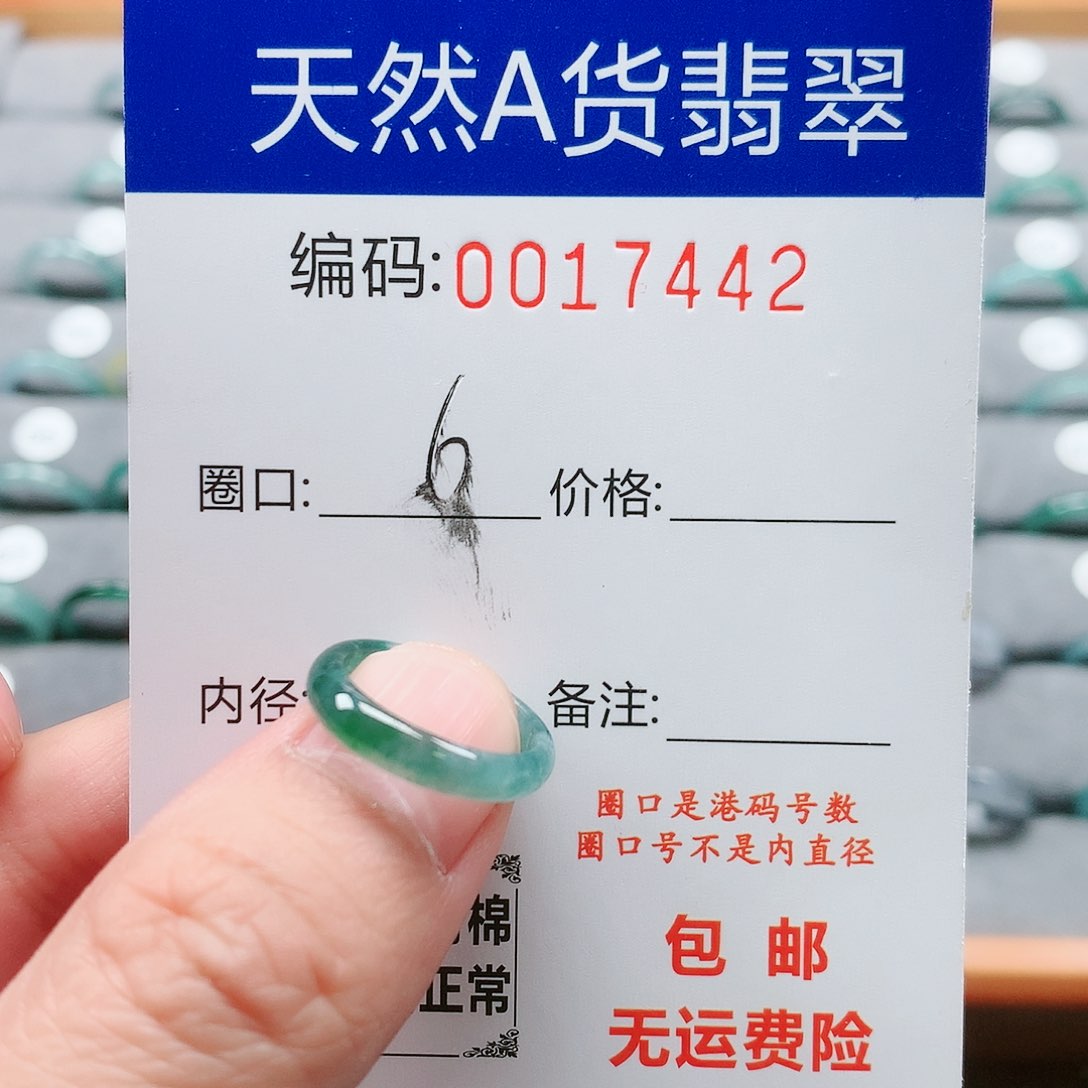 天然A货翡翠
编码:0017442
圈口: 6 价格:
内径: 备注:
圈口是港码号数
圈口号不是内直径
棉
正常
包邮
无运费险